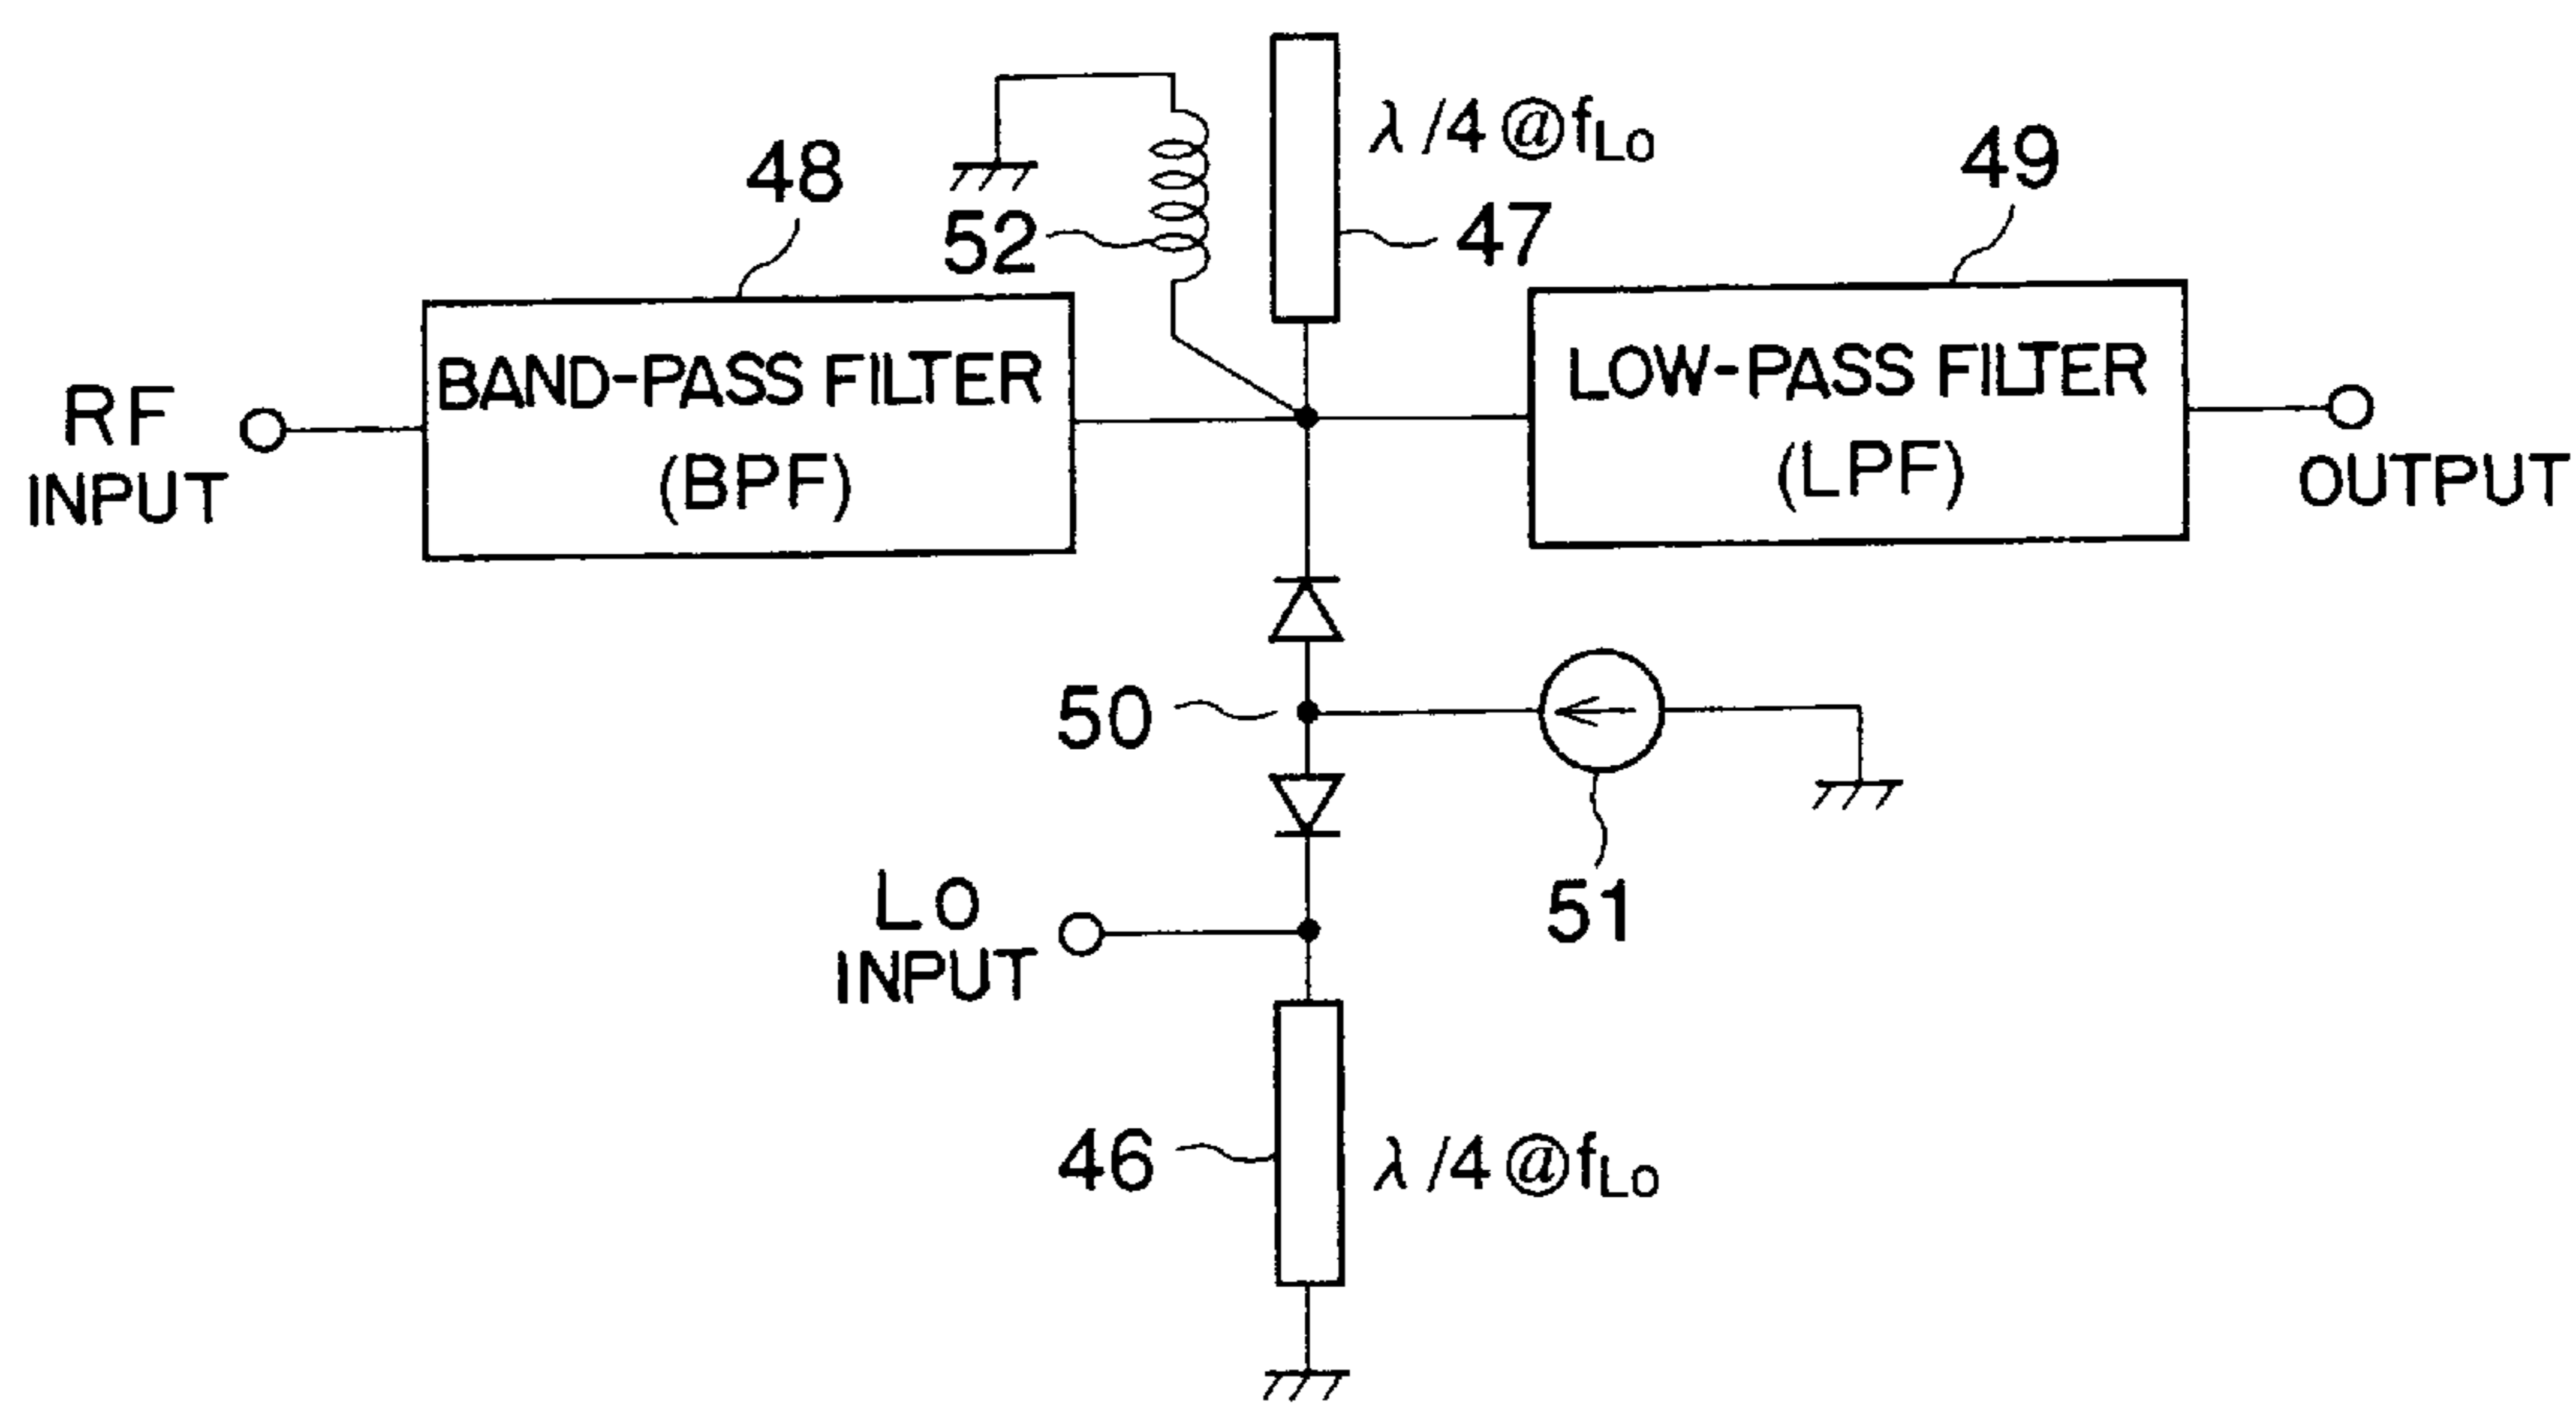 λ/4@fLo
48
49
52
47
BAND-PASS FILTER
(BPF)
LOW-PASS FILTER
(LPF)
RF
INPUT
OUTPUT
50
51
LO
INPUT
46
λ/4@fLo